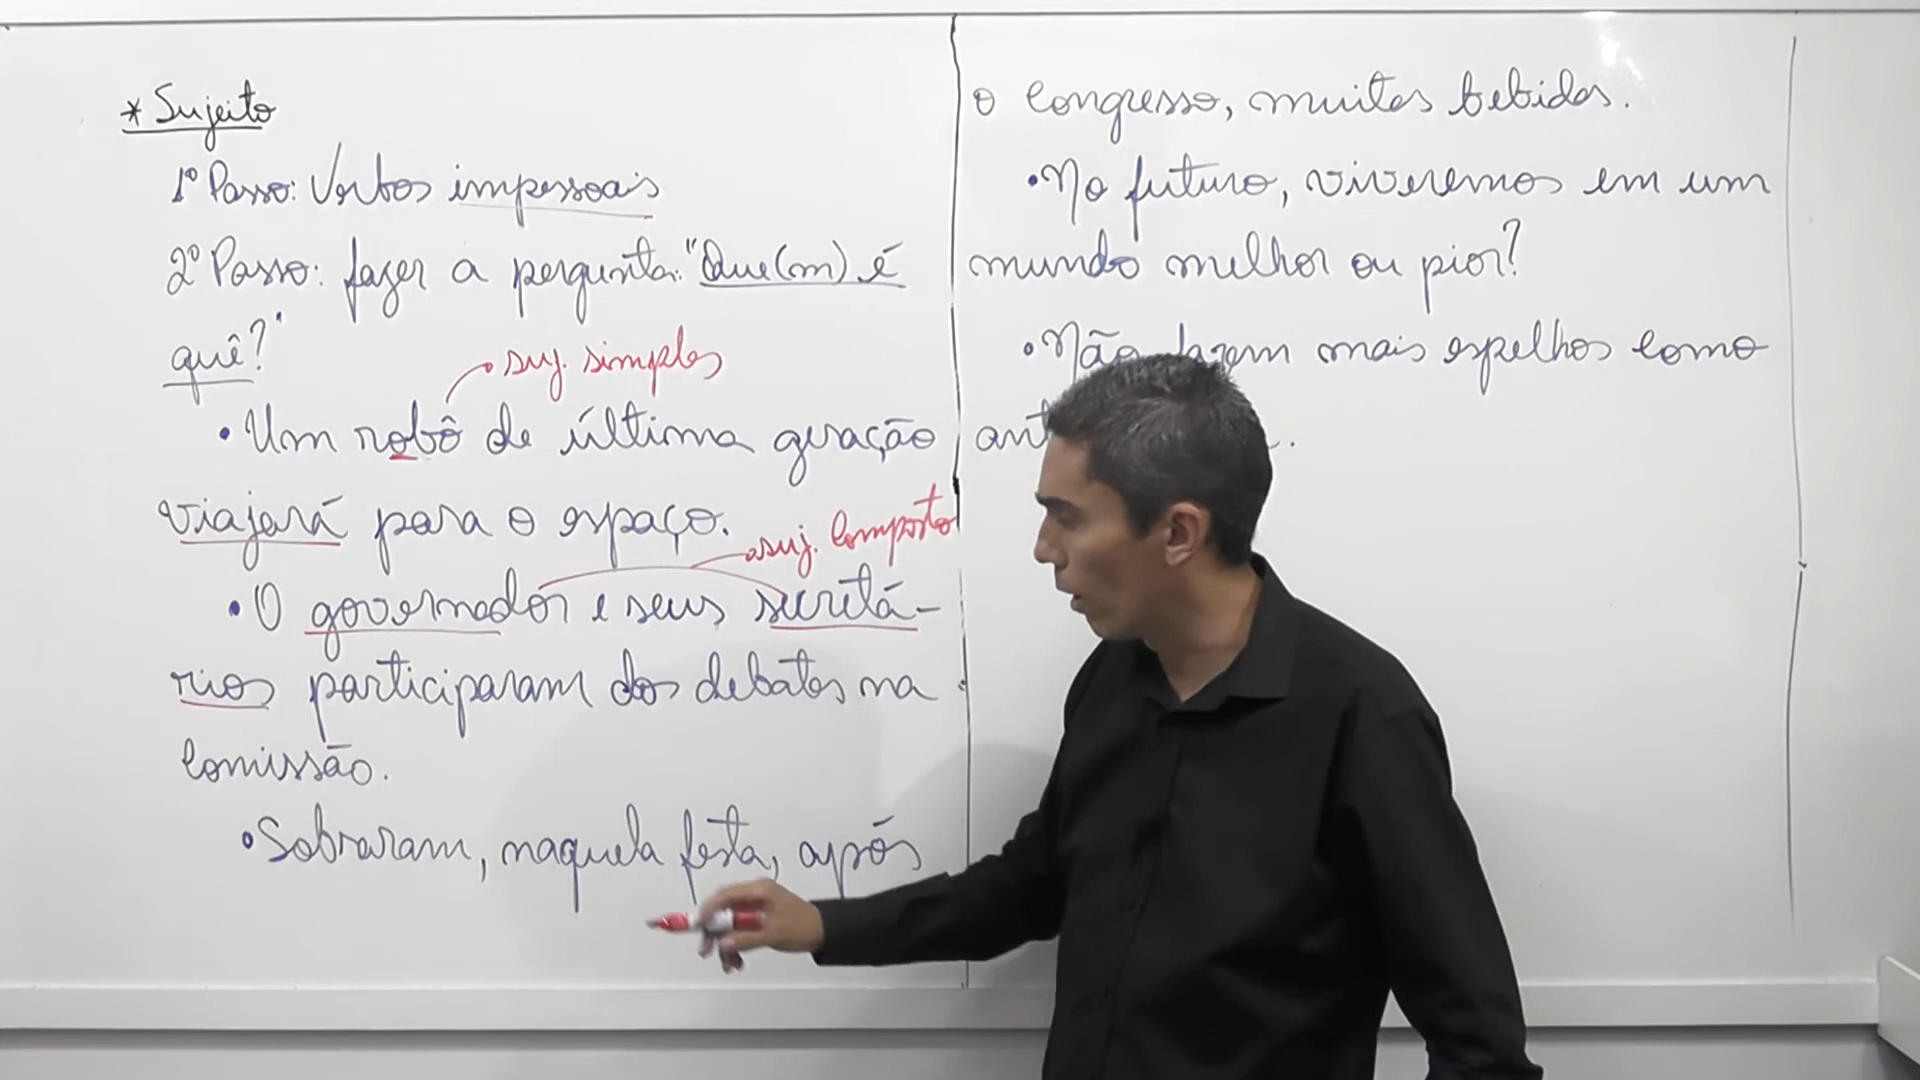 * Sujeito
1º Passo: Verbos impessoais
2º Passo: fazer a pergunta: "Que(m) é
quê?"
suj. simples
• Um robô de última geração
viajará para o espaço.
suj. composto
• O governador e seus secretá-
rios participaram dos debates na
comissão.
• Sobraram, naquela festa, após
o congresso, muitas bebidas.
• No futuro, viveremos em um
mundo melhor ou pior?
• Não fazem mais espelhos como